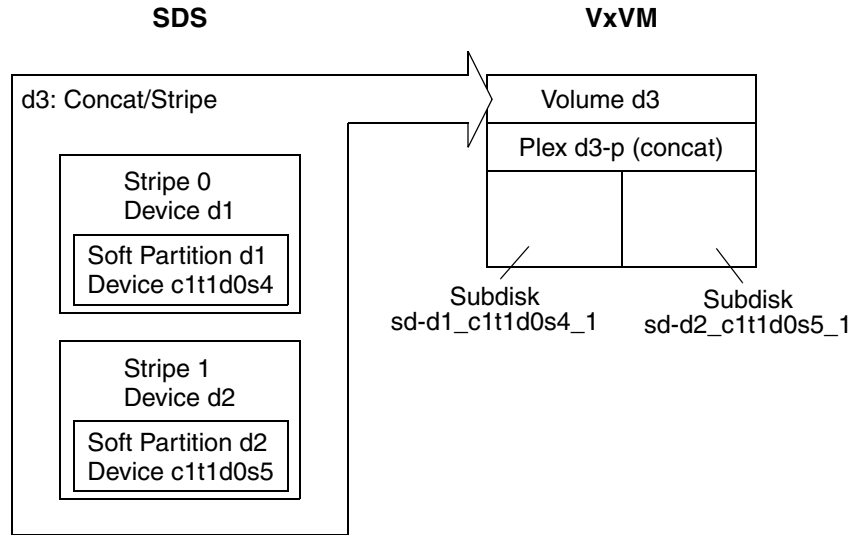 SDS
VxVM
d3: Concat/Stripe
Stripe 0
Device d1
Soft Partition d1
Device c1t1d0s4
Stripe 1
Device d2
Soft Partition d2
Device c1t1d0s5
Volume d3
Plex d3-p (concat)
Subdisk
sd-d1_c1t1d0s4_1
Subdisk
sd-d2_c1t1d0s5_1